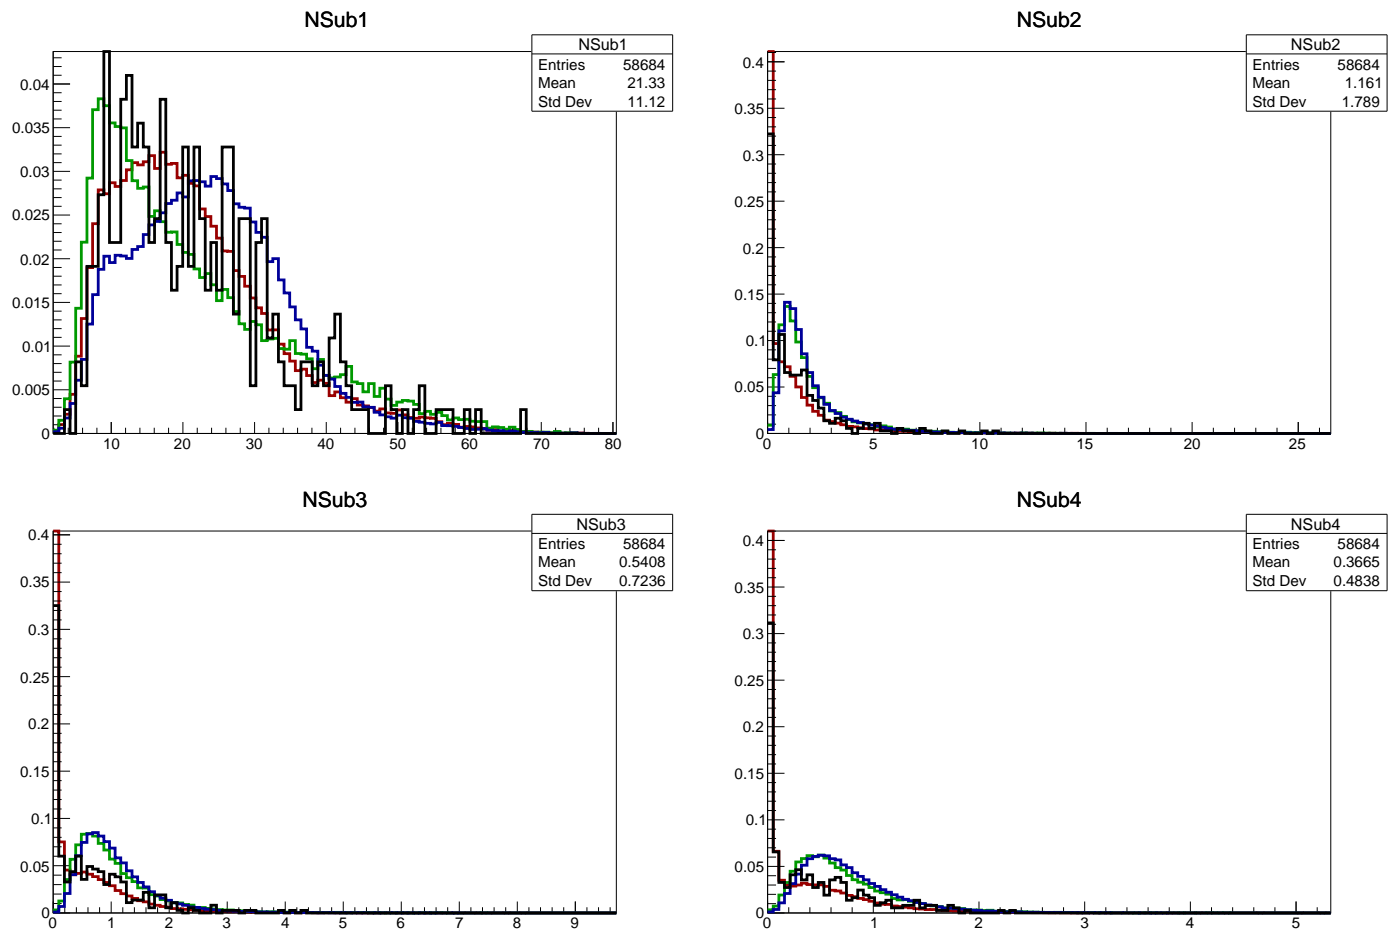 NSub1
NSub1
Entries 58684
Mean 21.33
Std Dev 11.12
0.04
0.035
0.03
0.025
0.02
0.015
0.01
0.005
0
10 20 30 40 50 60 70 80
NSub2
NSub2
Entries 58684
Mean 1.161
Std Dev 1.789
0.4
0.35
0.3
0.25
0.2
0.15
0.1
0.05
0
0 5 10 15 20 25
NSub3
NSub3
Entries 58684
Mean 0.5408
Std Dev 0.7236
0.4
0.35
0.3
0.25
0.2
0.15
0.1
0.05
0
0 1 2 3 4 5 6 7 8 9
NSub4
NSub4
Entries 58684
Mean 0.3665
Std Dev 0.4838
0.4
0.35
0.3
0.25
0.2
0.15
0.1
0.05
0
0 1 2 3 4 5